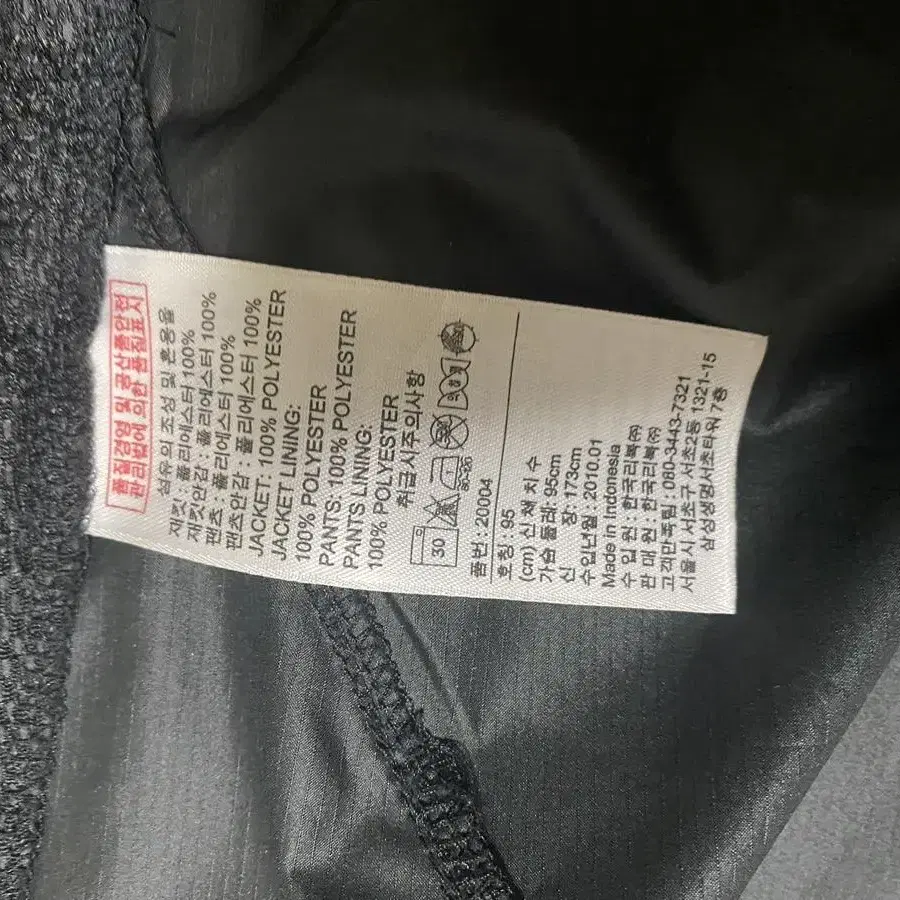 품질경영 및 공산품안전
관리법에 의한 품질표시
섬유의 조성 및 혼용율
재킷 : 폴리에스터 100%
재킷안감 : 폴리에스터 100%
팬츠 : 폴리에스터 100%
팬츠안감 : 폴리에스터 100%
JACKET: 100% POLYESTER
JACKET LINING:
100% POLYESTER
PANTS: 100% POLYESTER
PANTS LINING:
100% POLYESTER
취급시주의사항
30
품번: 20004
호칭: 95
(cm) 신 체 치 수
가슴 둘레: 95cm
신 장: 173cm
수입년월: 2010.01
Made in Indonesia
수 입 원 : 한국리복㈜
판 매 원 : 한국리복㈜
고객만족팀 : 080-3443-7321
서울시 서초구 서초2동 1321-15
삼성생명서초타워 7층